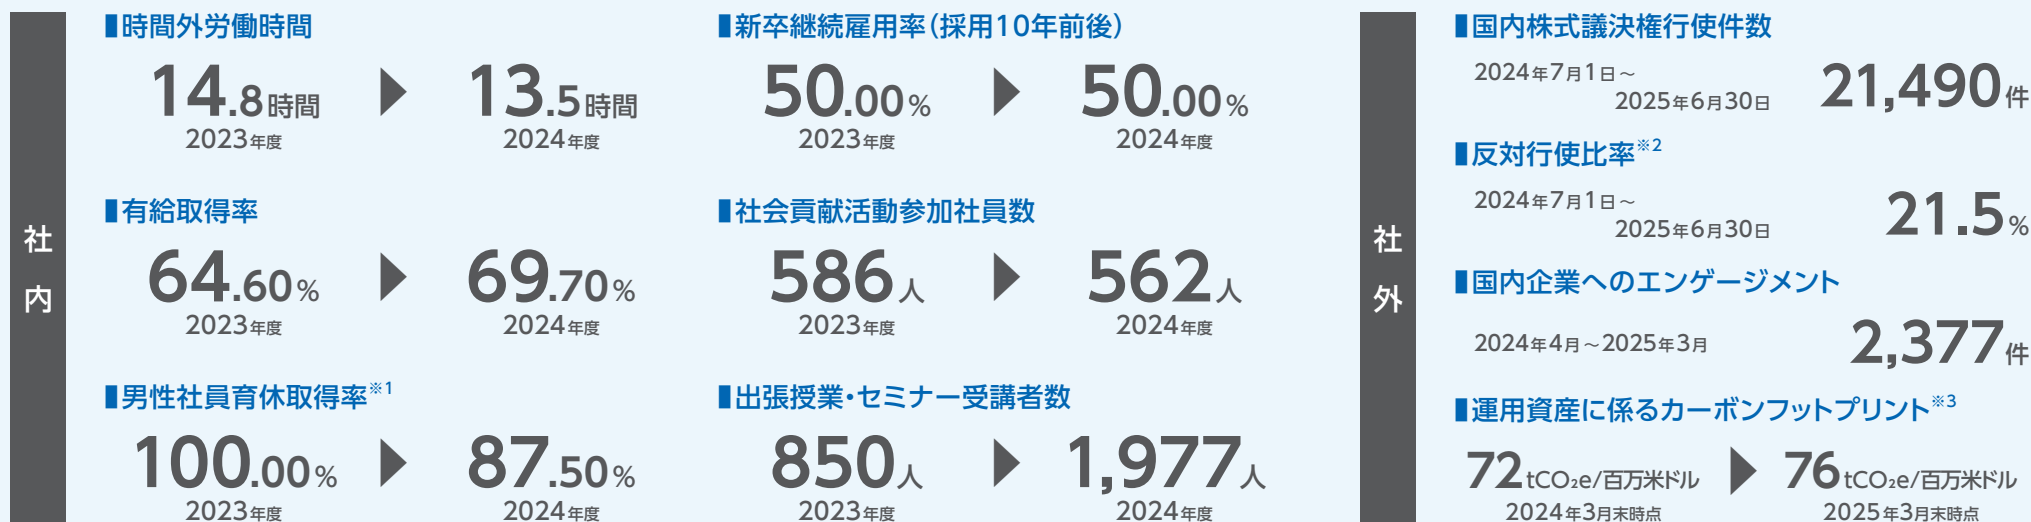 社内
■時間外労働時間
14.8時間 ▶ 13.5時間
2023年度 2024年度
■有給取得率
64.60% ▶ 69.70%
2023年度 2024年度
■男性社員育休取得率※1
100.00% ▶ 87.50%
2023年度 2024年度
■新卒継続雇用率(採用10年前後)
50.00% ▶ 50.00%
2023年度 2024年度
■社会貢献活動参加社員数
586人 ▶ 562人
2023年度 2024年度
■出張授業・セミナー受講者数
850人 ▶ 1,977人
2023年度 2024年度
社外
■国内株式議決権行使件数
2024年7月1日~
2025年6月30日 21,490件
■反対行使比率※2
2024年7月1日~
2025年6月30日 21.5%
■国内企業へのエンゲージメント
2024年4月~2025年3月 2,377件
■運用資産に係るカーボンフットプリント※3
72tCO₂e/百万米ドル ▶ 76tCO₂e/百万米ドル
2024年3月末時点 2025年3月末時点